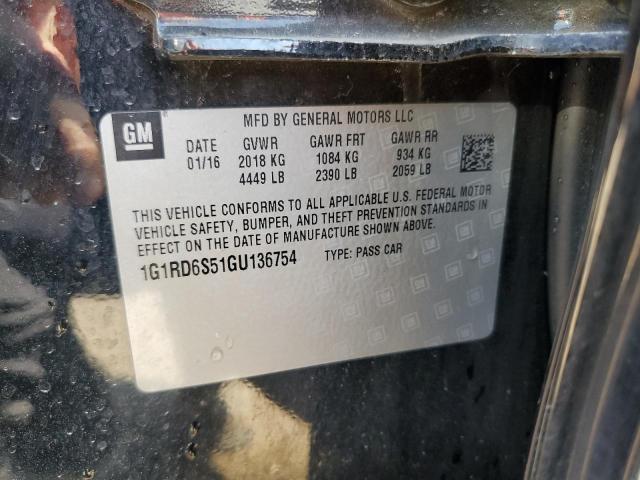 GM
MFD BY GENERAL MOTORS LLC
DATE GVWR GAWR FRT GAWR RR
01/16 2018 KG 1084 KG 934 KG
4449 LB 2390 LB 2059 LB
THIS VEHICLE CONFORMS TO ALL APPLICABLE U.S. FEDERAL MOTOR
VEHICLE SAFETY, BUMPER, AND THEFT PREVENTION STANDARDS IN
EFFECT ON THE DATE OF MANUFACTURE SHOWN ABOVE.
1G1RD6S51GU136754 TYPE: PASS CAR